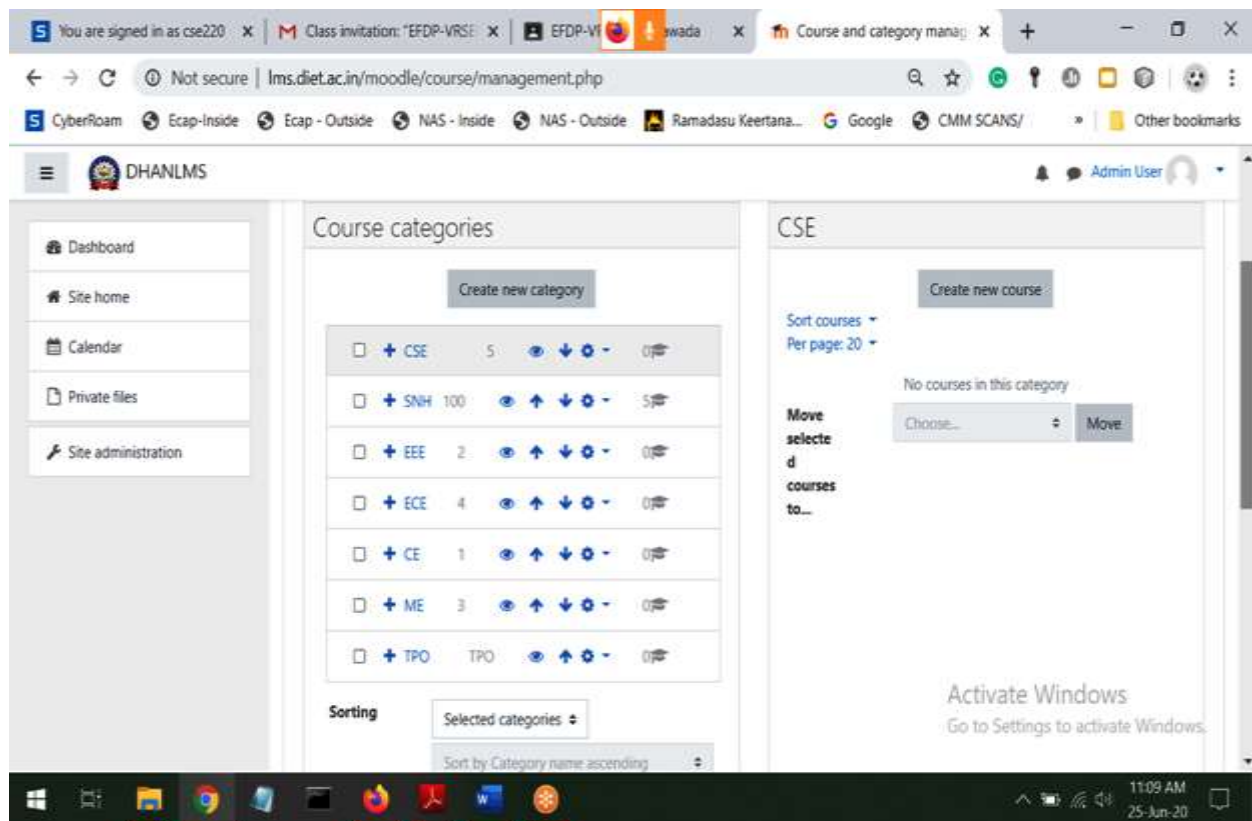 You are signed in as cse220
Class invitation: "EFDP-VRSE
EFDP-V
awada
Course and category manag
Not secure | lms.diet.ac.in/moodle/course/management.php
CyberRoam
Ecap-Inside
Ecap - Outside
NAS - Inside
NAS - Outside
Ramadasu Keertana...
Google
CMM SCANS/
»
Other bookmarks
DHANLMS
Admin User
Dashboard
Site home
Calendar
Private files
Site administration
Course categories
Create new category
CSE 5 0
SNH 100 5
EEE 2 0
ECE 4 0
CE 1 0
ME 3 0
TPO TPO 0
Sorting
Selected categories
Sort by Category name ascending
CSE
Create new course
Sort courses
Per page: 20
No courses in this category
Move
selecte
d
courses
to...
Choose...
Move
Activate Windows
Go to Settings to activate Windows.
11:09 AM
25-Jun-20